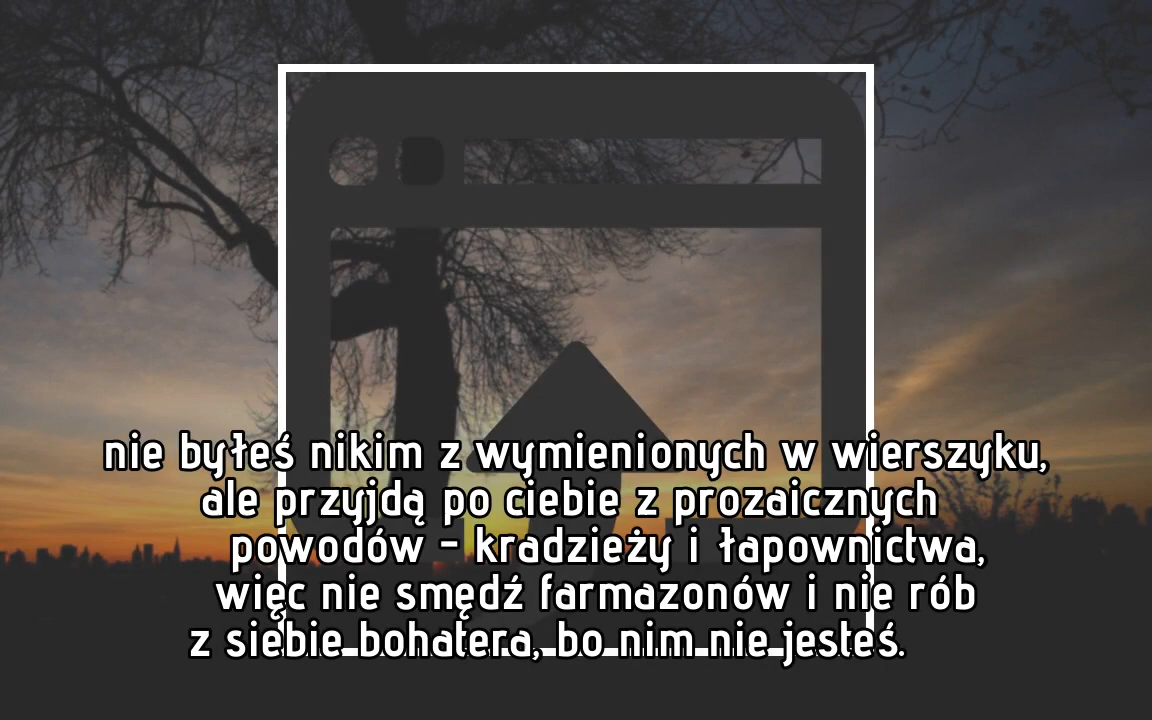 nie byłeś nikim z wymienionych w wierszyku,
ale przyjdą po ciebie z prozaicznych
powodów - kradzieży i łapownictwa,
więc nie smędź farmazonów i nie rób
z siebie bohatera, bo nim nie jesteś.